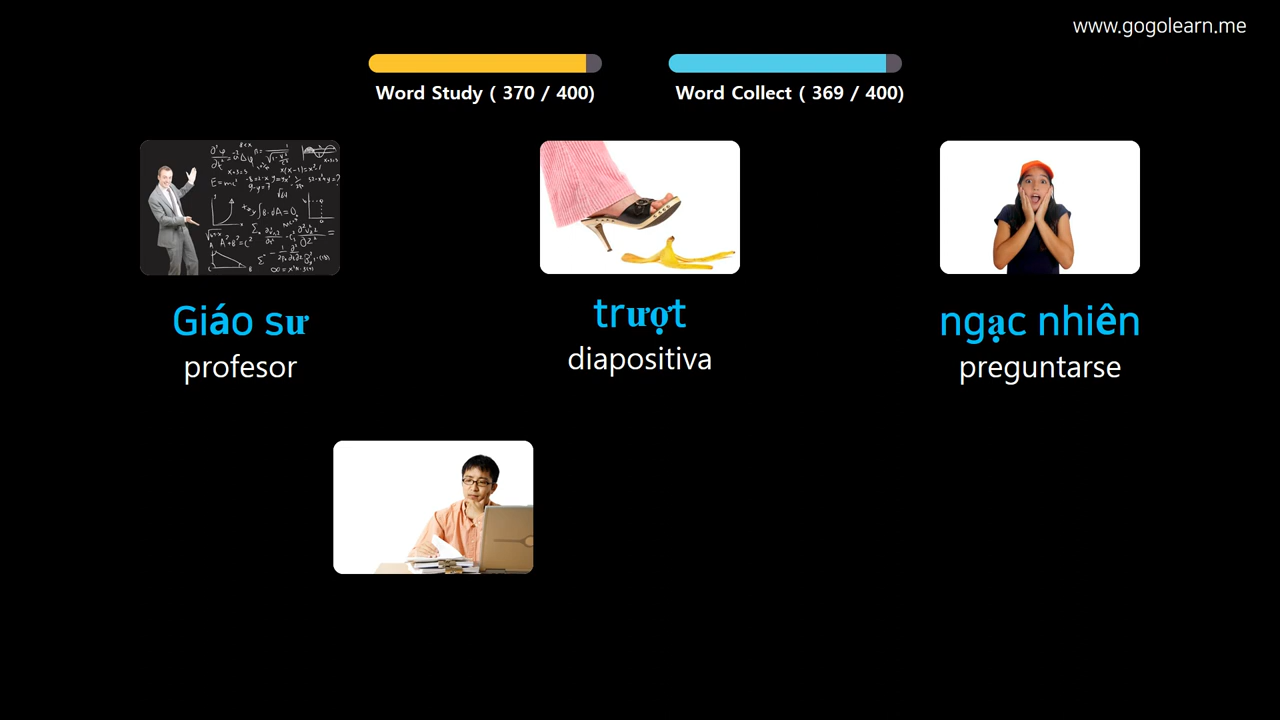 www.gogolearn.me
Word Study ( 370 / 400)
Word Collect ( 369 / 400)
Giáo sư
profesor
trượt
diapositiva
ngạc nhiên
preguntarse